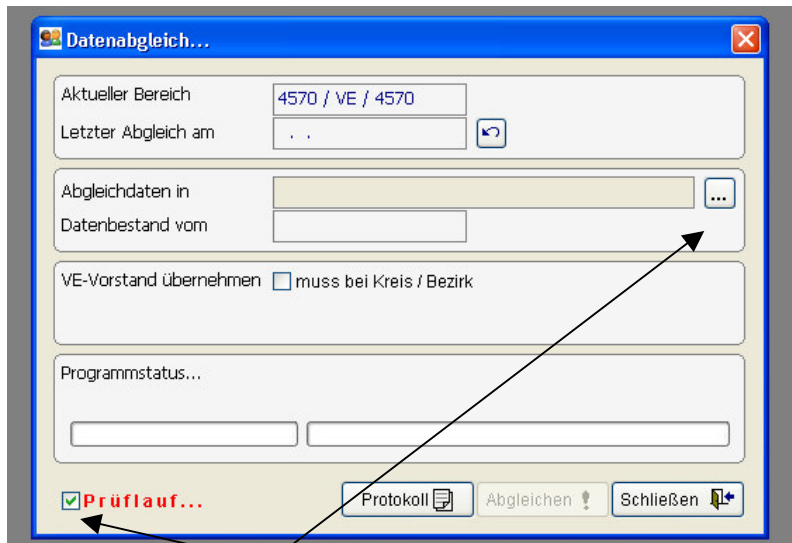 Datenabgleich...
Aktueller Bereich 4570 / VE / 4570
Letzter Abgleich am . .
Abgleichdaten in ...
Datenbestand vom
VE-Vorstand übernehmen muss bei Kreis / Bezirk
Programmstatus...
Prüflauf... Protokoll Abgleichen Schließen